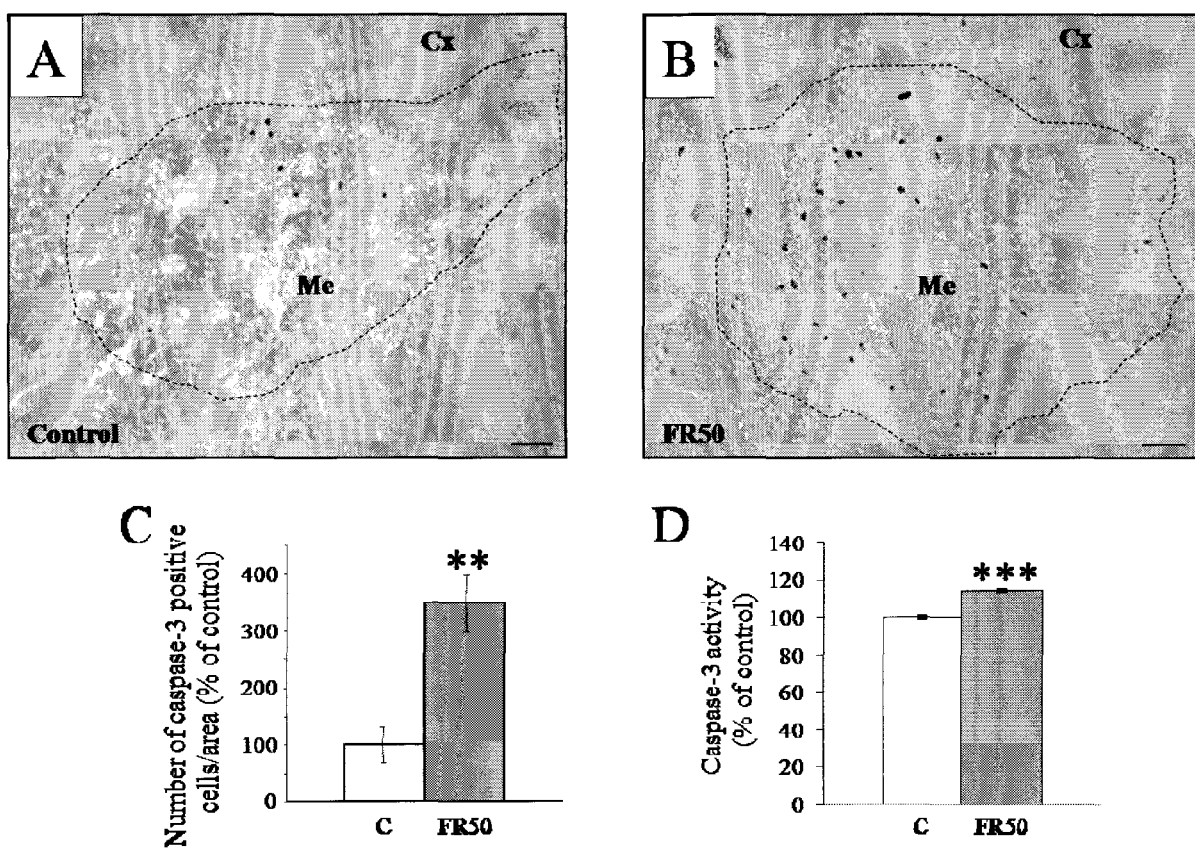 A
Cx
Me
Control
B
Cx
Me
FR50
C
Number of caspase-3 positive
cells/area (% of control)
400
300
200
100
0
**
C
FR50
D
Caspase-3 activity
(% of control)
140
120
100
80
60
40
20
0
***
C
FR50